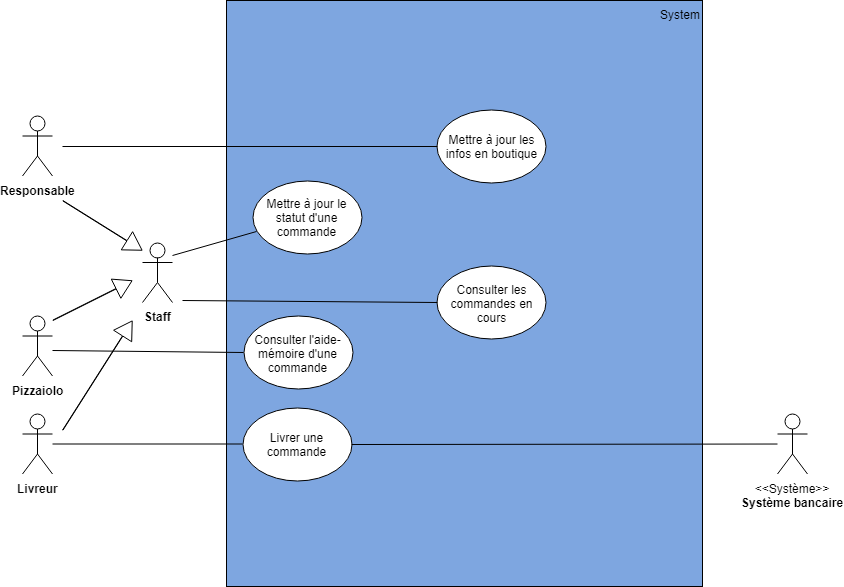 System
Mettre à jour les
infos en boutique
Responsable
Mettre à jour le
statut d'une
commande
Staff
Consulter les
commandes en
cours
Consulter l'aide-
mémoire d'une
commande
Pizzaiolo
Livrer une
commande
Livreur
<<Système>>
Système bancaire